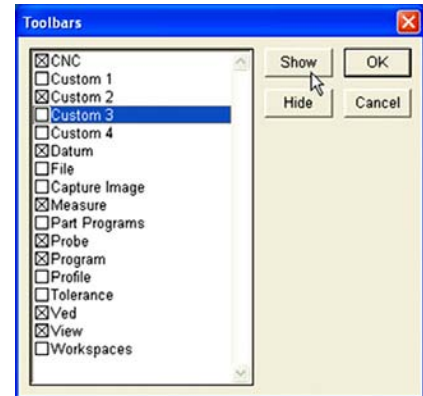 Toolbars
CNC
Custom 1
Custom 2
Custom 3
Custom 4
Datum
File
Capture Image
Measure
Part Programs
Probe
Program
Profile
Tolerance
Ved
View
Workspaces
Show
OK
Hide
Cancel